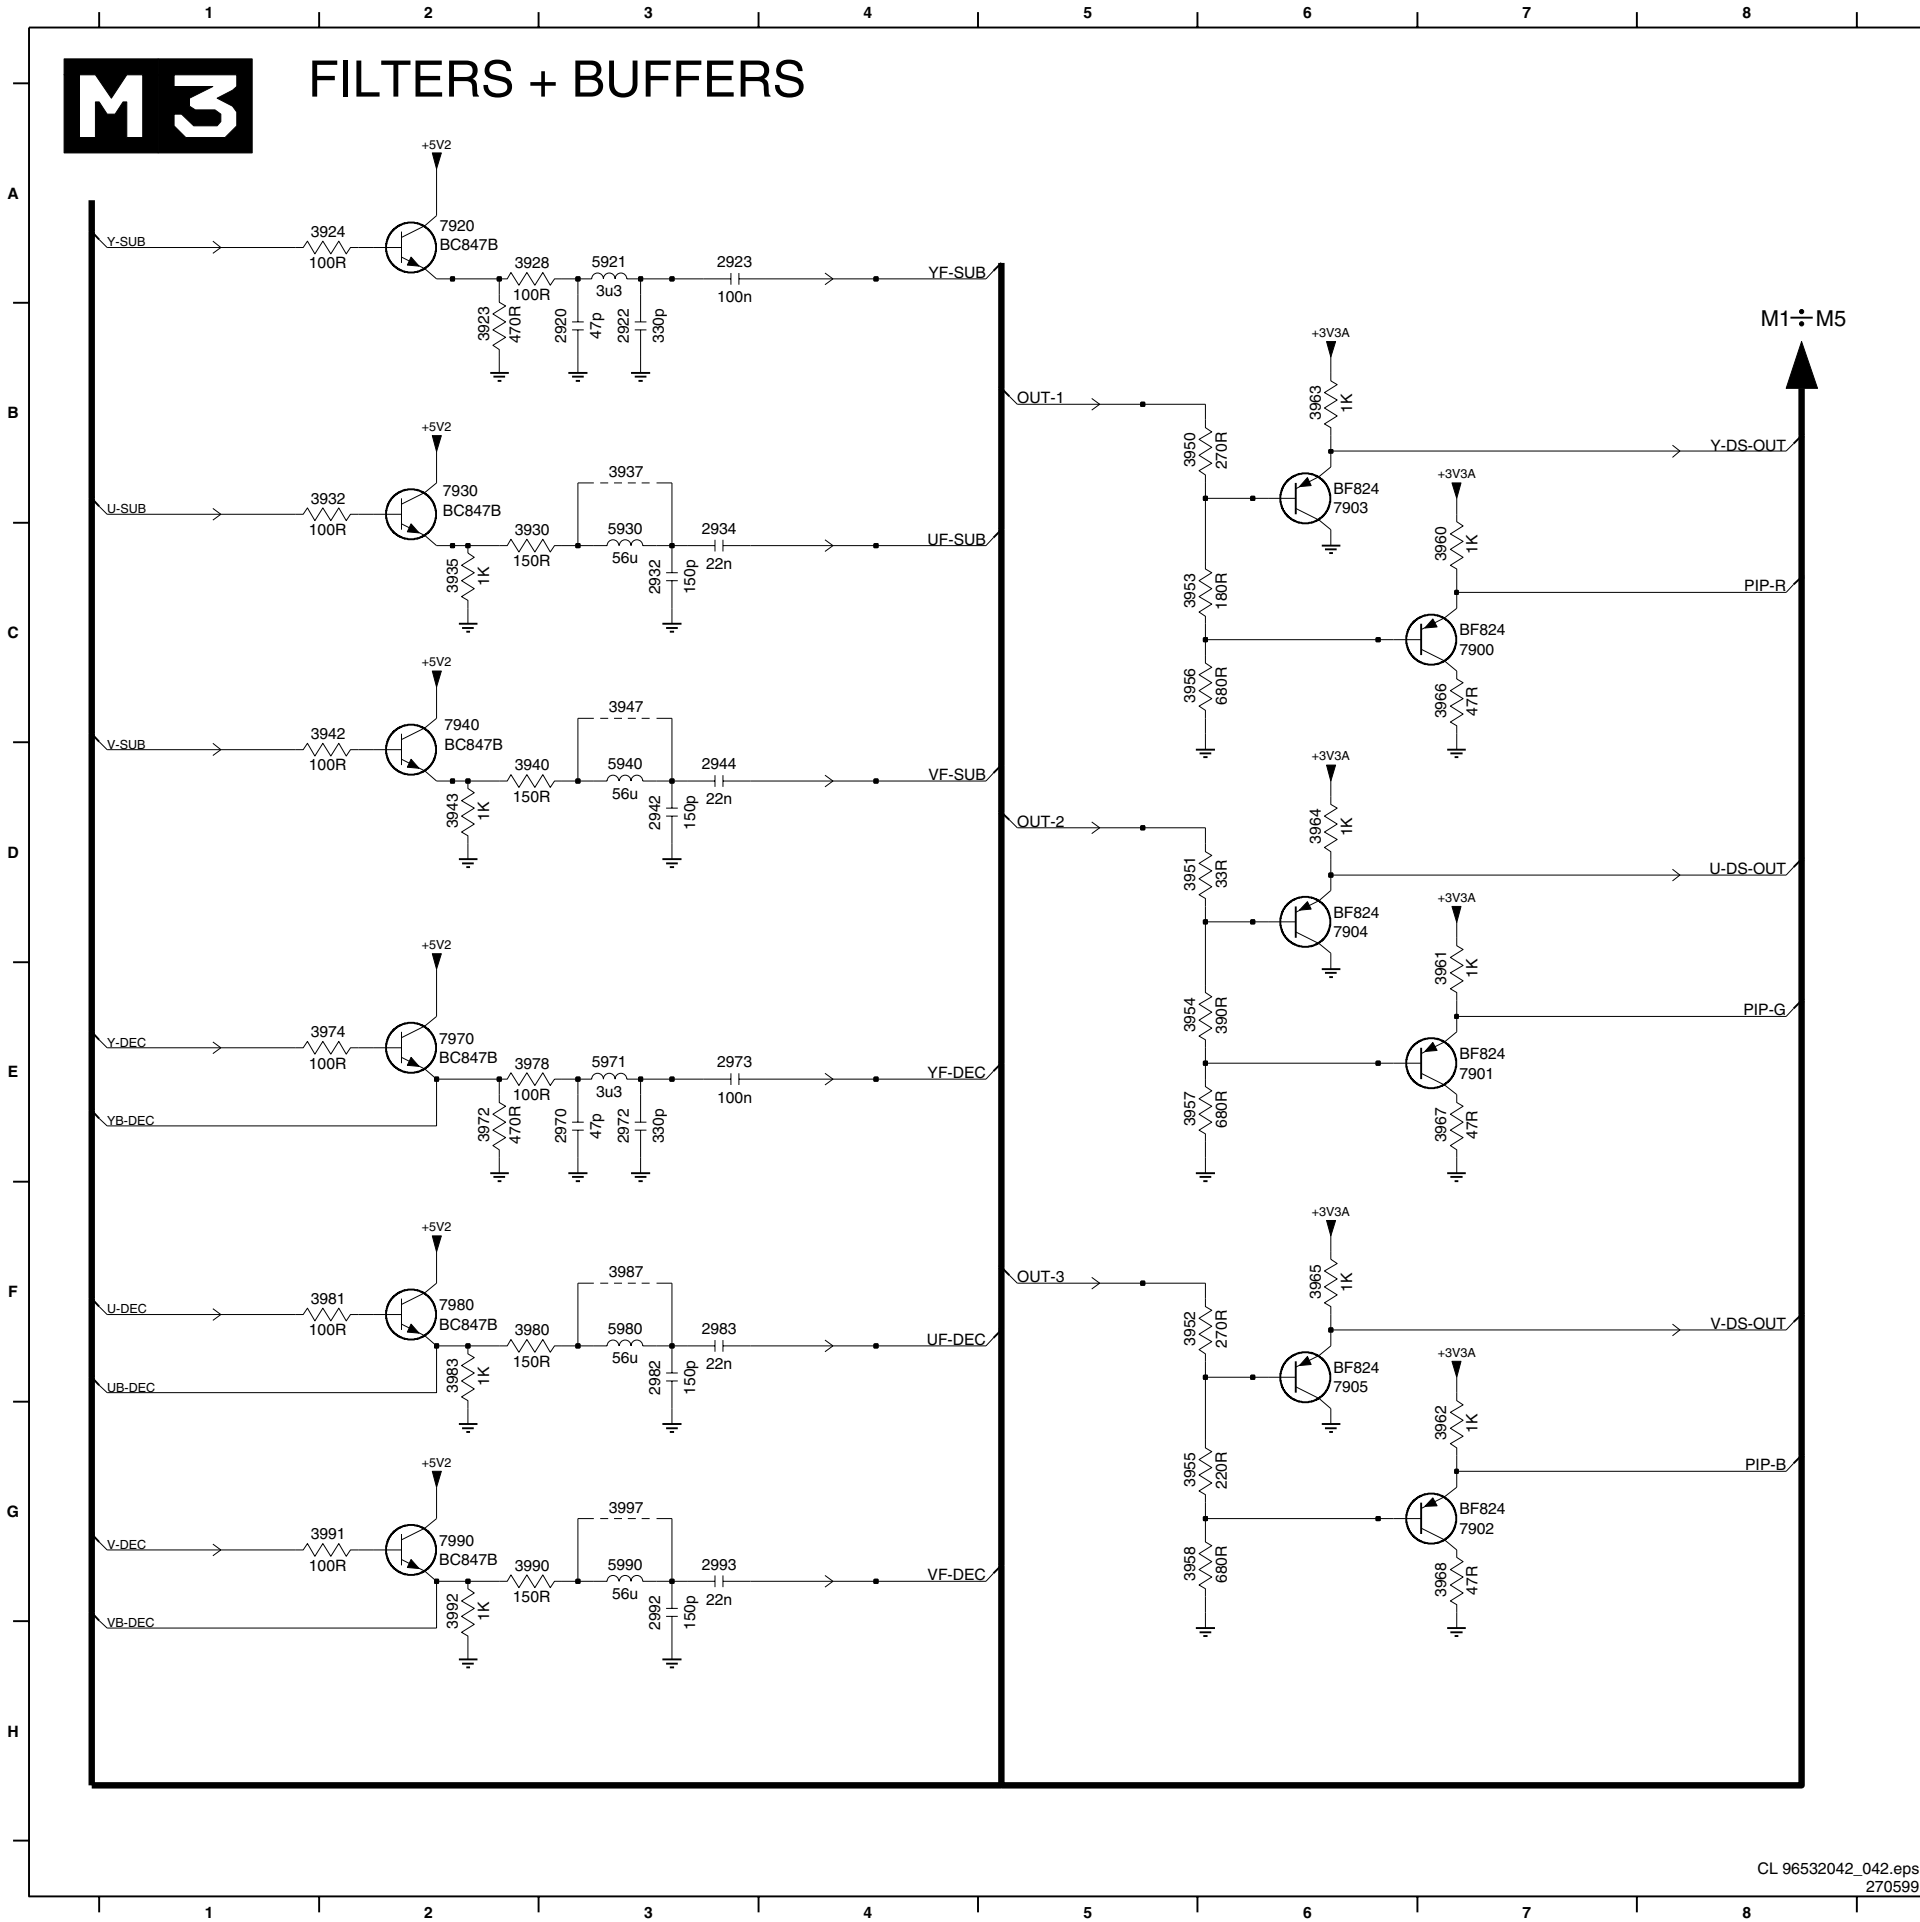 1 2 3 4 5 6 7 8
M 3
FILTERS + BUFFERS
A
+5V2
Y-SUB
3924
100R
7920
BC847B
3928
100R
5921
3u3
2923
100n
YF-SUB
3923
470R
2920
47p
2922
330p
B
+5V2
U-SUB
3932
100R
7930
BC847B
3930
150R
3937
5930
56u
2934
22n
UF-SUB
3935
1K
2932
150p
C
+5V2
V-SUB
3942
100R
7940
BC847B
3940
150R
3947
5940
56u
2944
22n
VF-SUB
3943
1K
2942
150p
D
+5V2
Y-DEC
3974
100R
7970
BC847B
3978
100R
5971
3u3
2973
100n
YF-DEC
YB-DEC
3972
470R
2970
47p
2972
330p
E
+5V2
U-DEC
3981
100R
7980
BC847B
3980
150R
3987
5980
56u
2983
22n
UF-DEC
UB-DEC
3983
1K
2982
150p
F
+5V2
V-DEC
3991
100R
7990
BC847B
3990
150R
3997
5990
56u
2993
22n
VF-DEC
VB-DEC
3992
1K
2992
150p
G
H
M1÷M5
OUT-1
3950
270R
+3V3A
3963
1K
Y-DS-OUT
BF824
7903
+3V3A
3960
1K
PIP-R
3953
180R
BF824
7900
3956
680R
3966
47R
OUT-2
3951
33R
+3V3A
3964
1K
U-DS-OUT
BF824
7904
+3V3A
3961
1K
PIP-G
3954
390R
BF824
7901
3957
680R
3967
47R
OUT-3
3952
270R
+3V3A
3965
1K
V-DS-OUT
BF824
7905
+3V3A
3962
1K
PIP-B
3955
220R
BF824
7902
3958
680R
3968
47R
CL 96532042_042.eps
270599
1 2 3 4 5 6 7 8